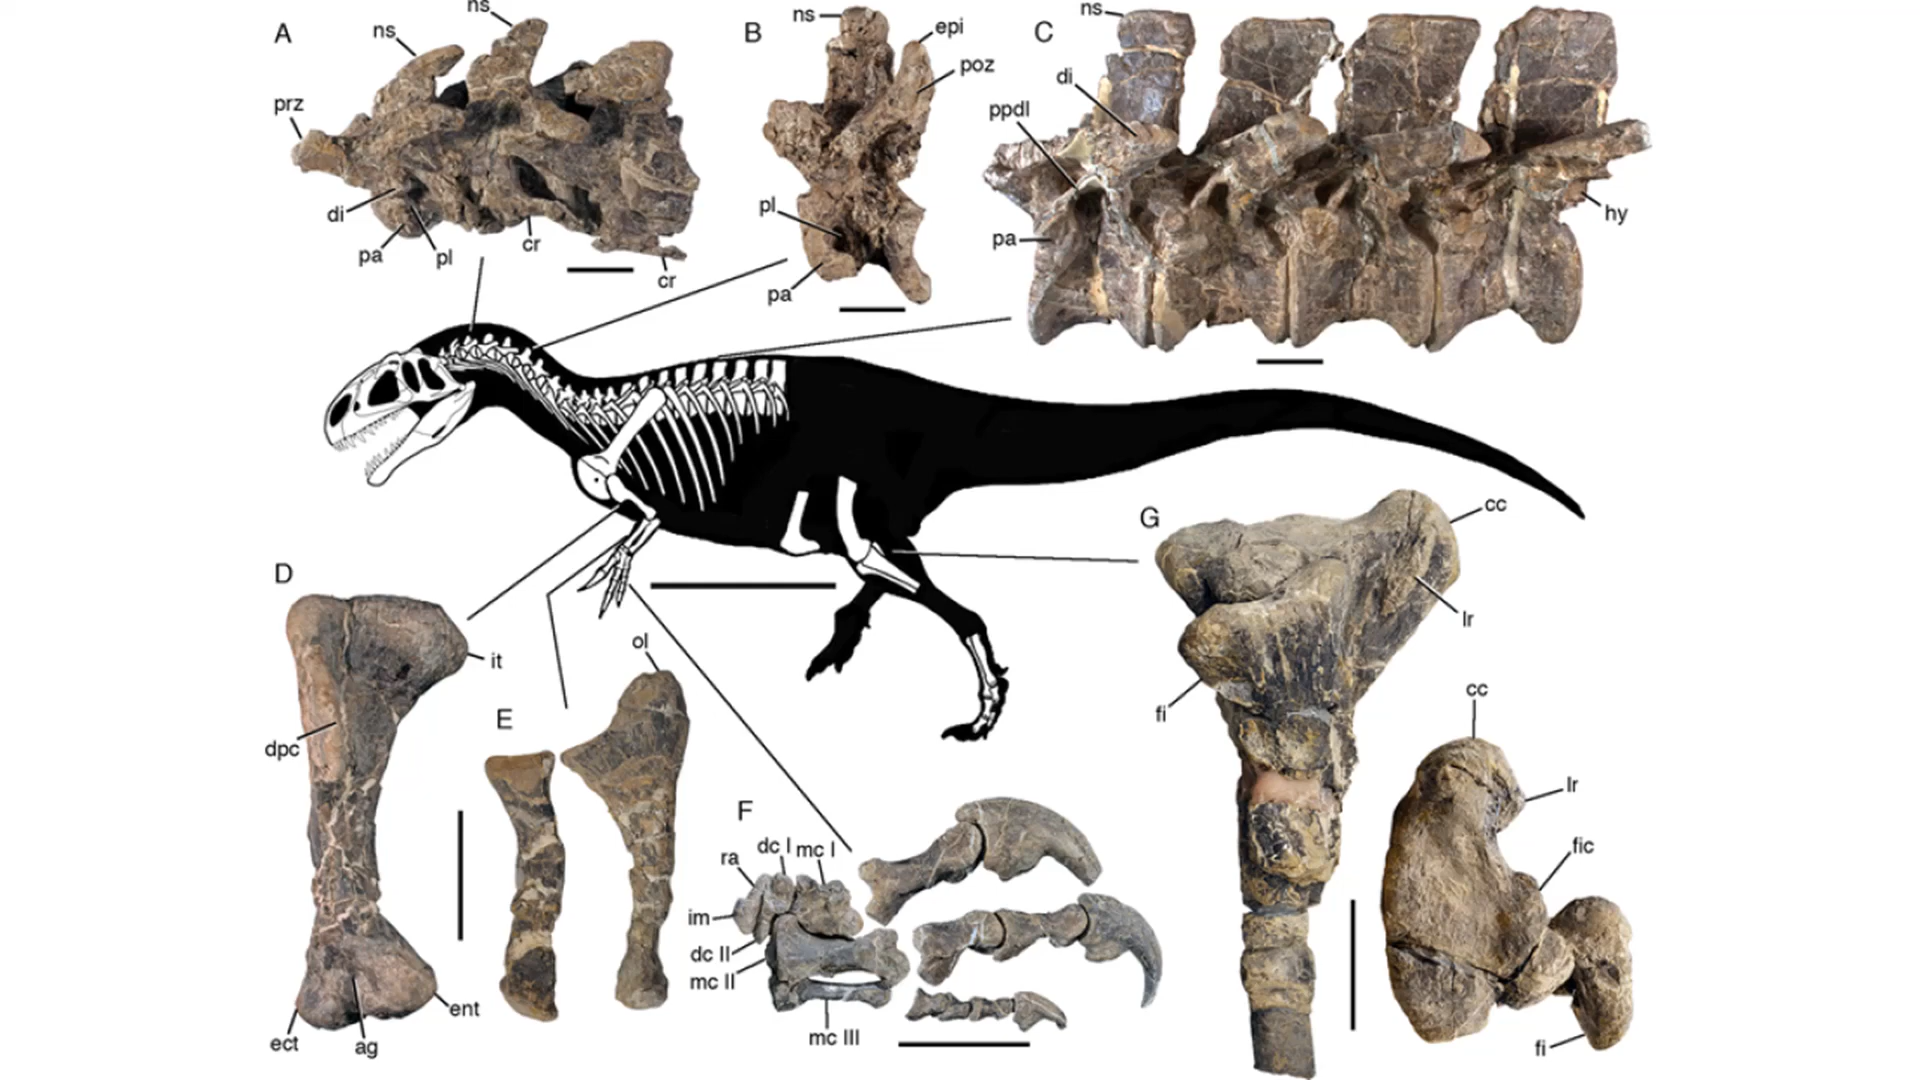 A
ns
ns
prz
di
pa
pl
cr
cr
B
ns
epi
poz
pl
pa
C
ns
di
ppdl
pa
hy
D
it
dpc
ect
ag
ent
E
ol
F
ra
dc I
mc I
im
dc II
mc II
mc III
G
cc
lr
fi
cc
lr
fic
fi